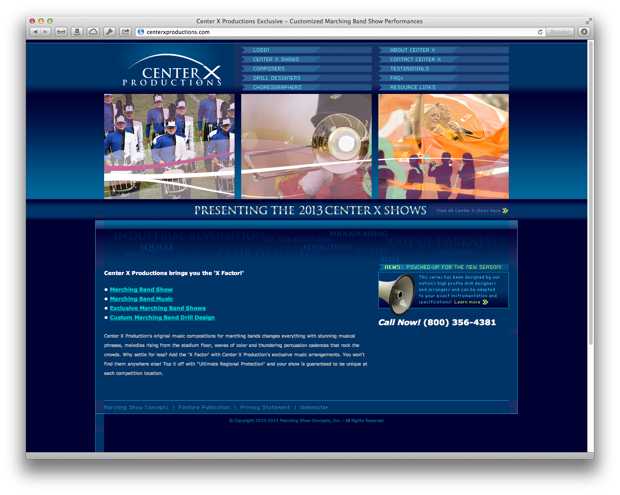 Center X Productions Exclusive – Customized Marching Band Show Performances
centerxproductions.com
Reader
CENTER X
PRODUCTIONS
LOGIN
CENTER X SHOWS
COMPOSERS
DRILL DESIGNERS
CHOREOGRAPHERS
ABOUT CENTER X
CONTACT CENTER X
TESTIMONIALS
FAQs
RESOURCE LINKS
PRESENTING THE 2013 CENTER X SHOWS
View all Center X shows here
INDUSTRIAL REVOLUTION
PHOENIX RISING
SQUARE
REVOLUTIONS
OUT OF DARKNESS
CLAIR DE LUNACY
BELLS
Center X Productions brings you the 'X Factor!'
• Marching Band Show
• Marching Band Music
• Exclusive Marching Band Shows
• Custom Marching Band Drill Design
Center X Production's original music compositions for marching bands changes everything with stunning musical
phrases, melodies rising from the stadium floor, waves of color and thundering percussion cadences that rock the
crowds. Why settle for less? Add the 'X Factor' with Center X Production's exclusive music arrangements. You won't
find them anywhere else! Top it off with "Ultimate Regional Protection" and your show is guaranteed to be unique at
each competition location.
NEWS:: PSYCHED-UP FOR THE NEW SEASON!
This series has been designed by our
nation's high profile drill designers
and arrangers and can be adapted
to your exact instrumentation and
specifications! Learn more
Call Now! (800) 356-4381
Marching Show Concepts | Fanfare Publication | Privacy Statement | Webmaster
© Copyright 2010-2013 Marching Show Concepts, Inc. - All Rights Reserved